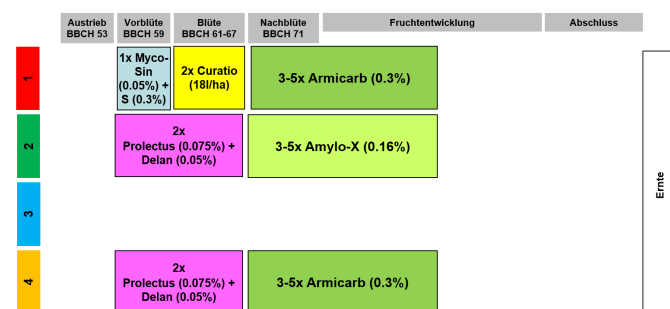 Austrieb
BBCH 53
Vorblüte
BBCH 59
Blüte
BBCH 61-67
Nachblüte
BBCH 71
Fruchtentwicklung
Abschluss
1
1x Myco-
Sin
(0.05%) +
S (0.3%)
2x Curatio
(18l/ha)
3-5x Armicarb (0.3%)
2
2x
Prolectus (0.075%) +
Delan (0.05%)
3-5x Amylo-X (0.16%)
3
4
2x
Prolectus (0.075%) +
Delan (0.05%)
3-5x Armicarb (0.3%)
Ernte